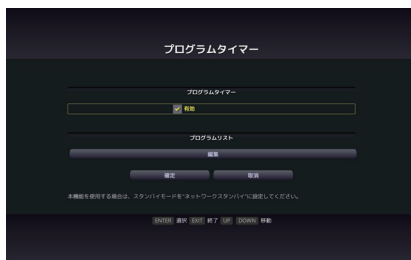 プログラムタイマー
プログラムタイマー
有効
プログラムリスト
編集
確定 取消
本機能を使用する場合は、スタンバイモードを"ネットワークスタンバイ"に設定してください。
ENTER 選択 EXIT 終了 UP DOWN 移動